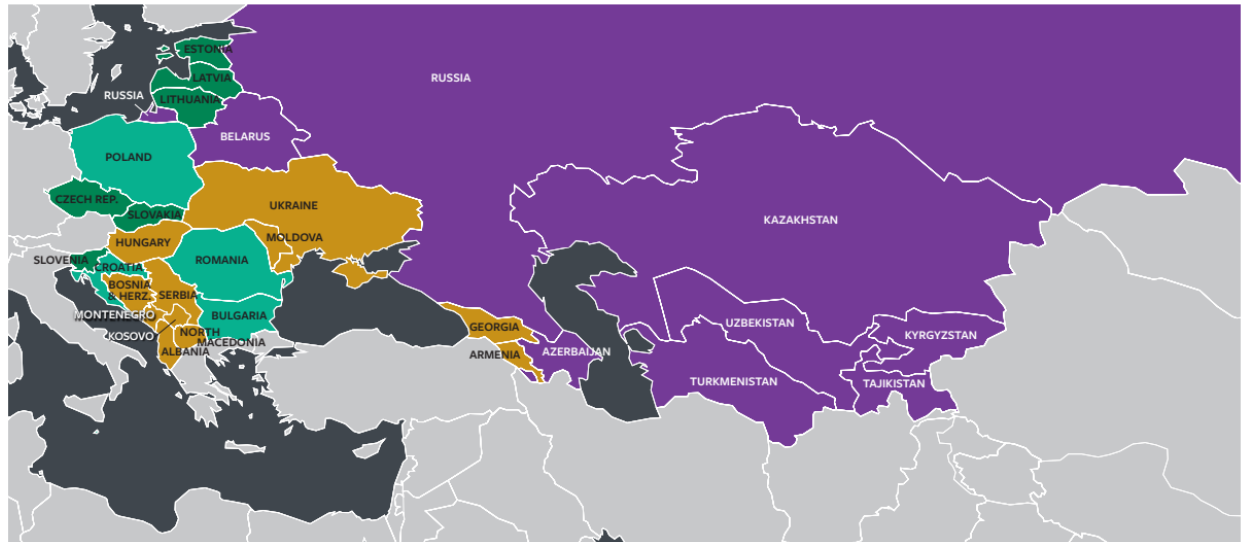 ESTONIA
RUSSIA
LATVIA
RUSSIA
LITHUANIA
BELARUS
POLAND
CZECH REP.
SLOVAKIA
UKRAINE
KAZAKHSTAN
HUNGARY
MOLDOVA
SLOVENIA
CROATIA
ROMANIA
BOSNIA
& HERZ.
SERBIA
MONTENEGRO
BULGARIA
KOSOVO
NORTH
MACEDONIA
ALBANIA
GEORGIA
ARMENIA
AZERBAIJAN
UZBEKISTAN
KYRGYZSTAN
TURKMENISTAN
TAJIKISTAN